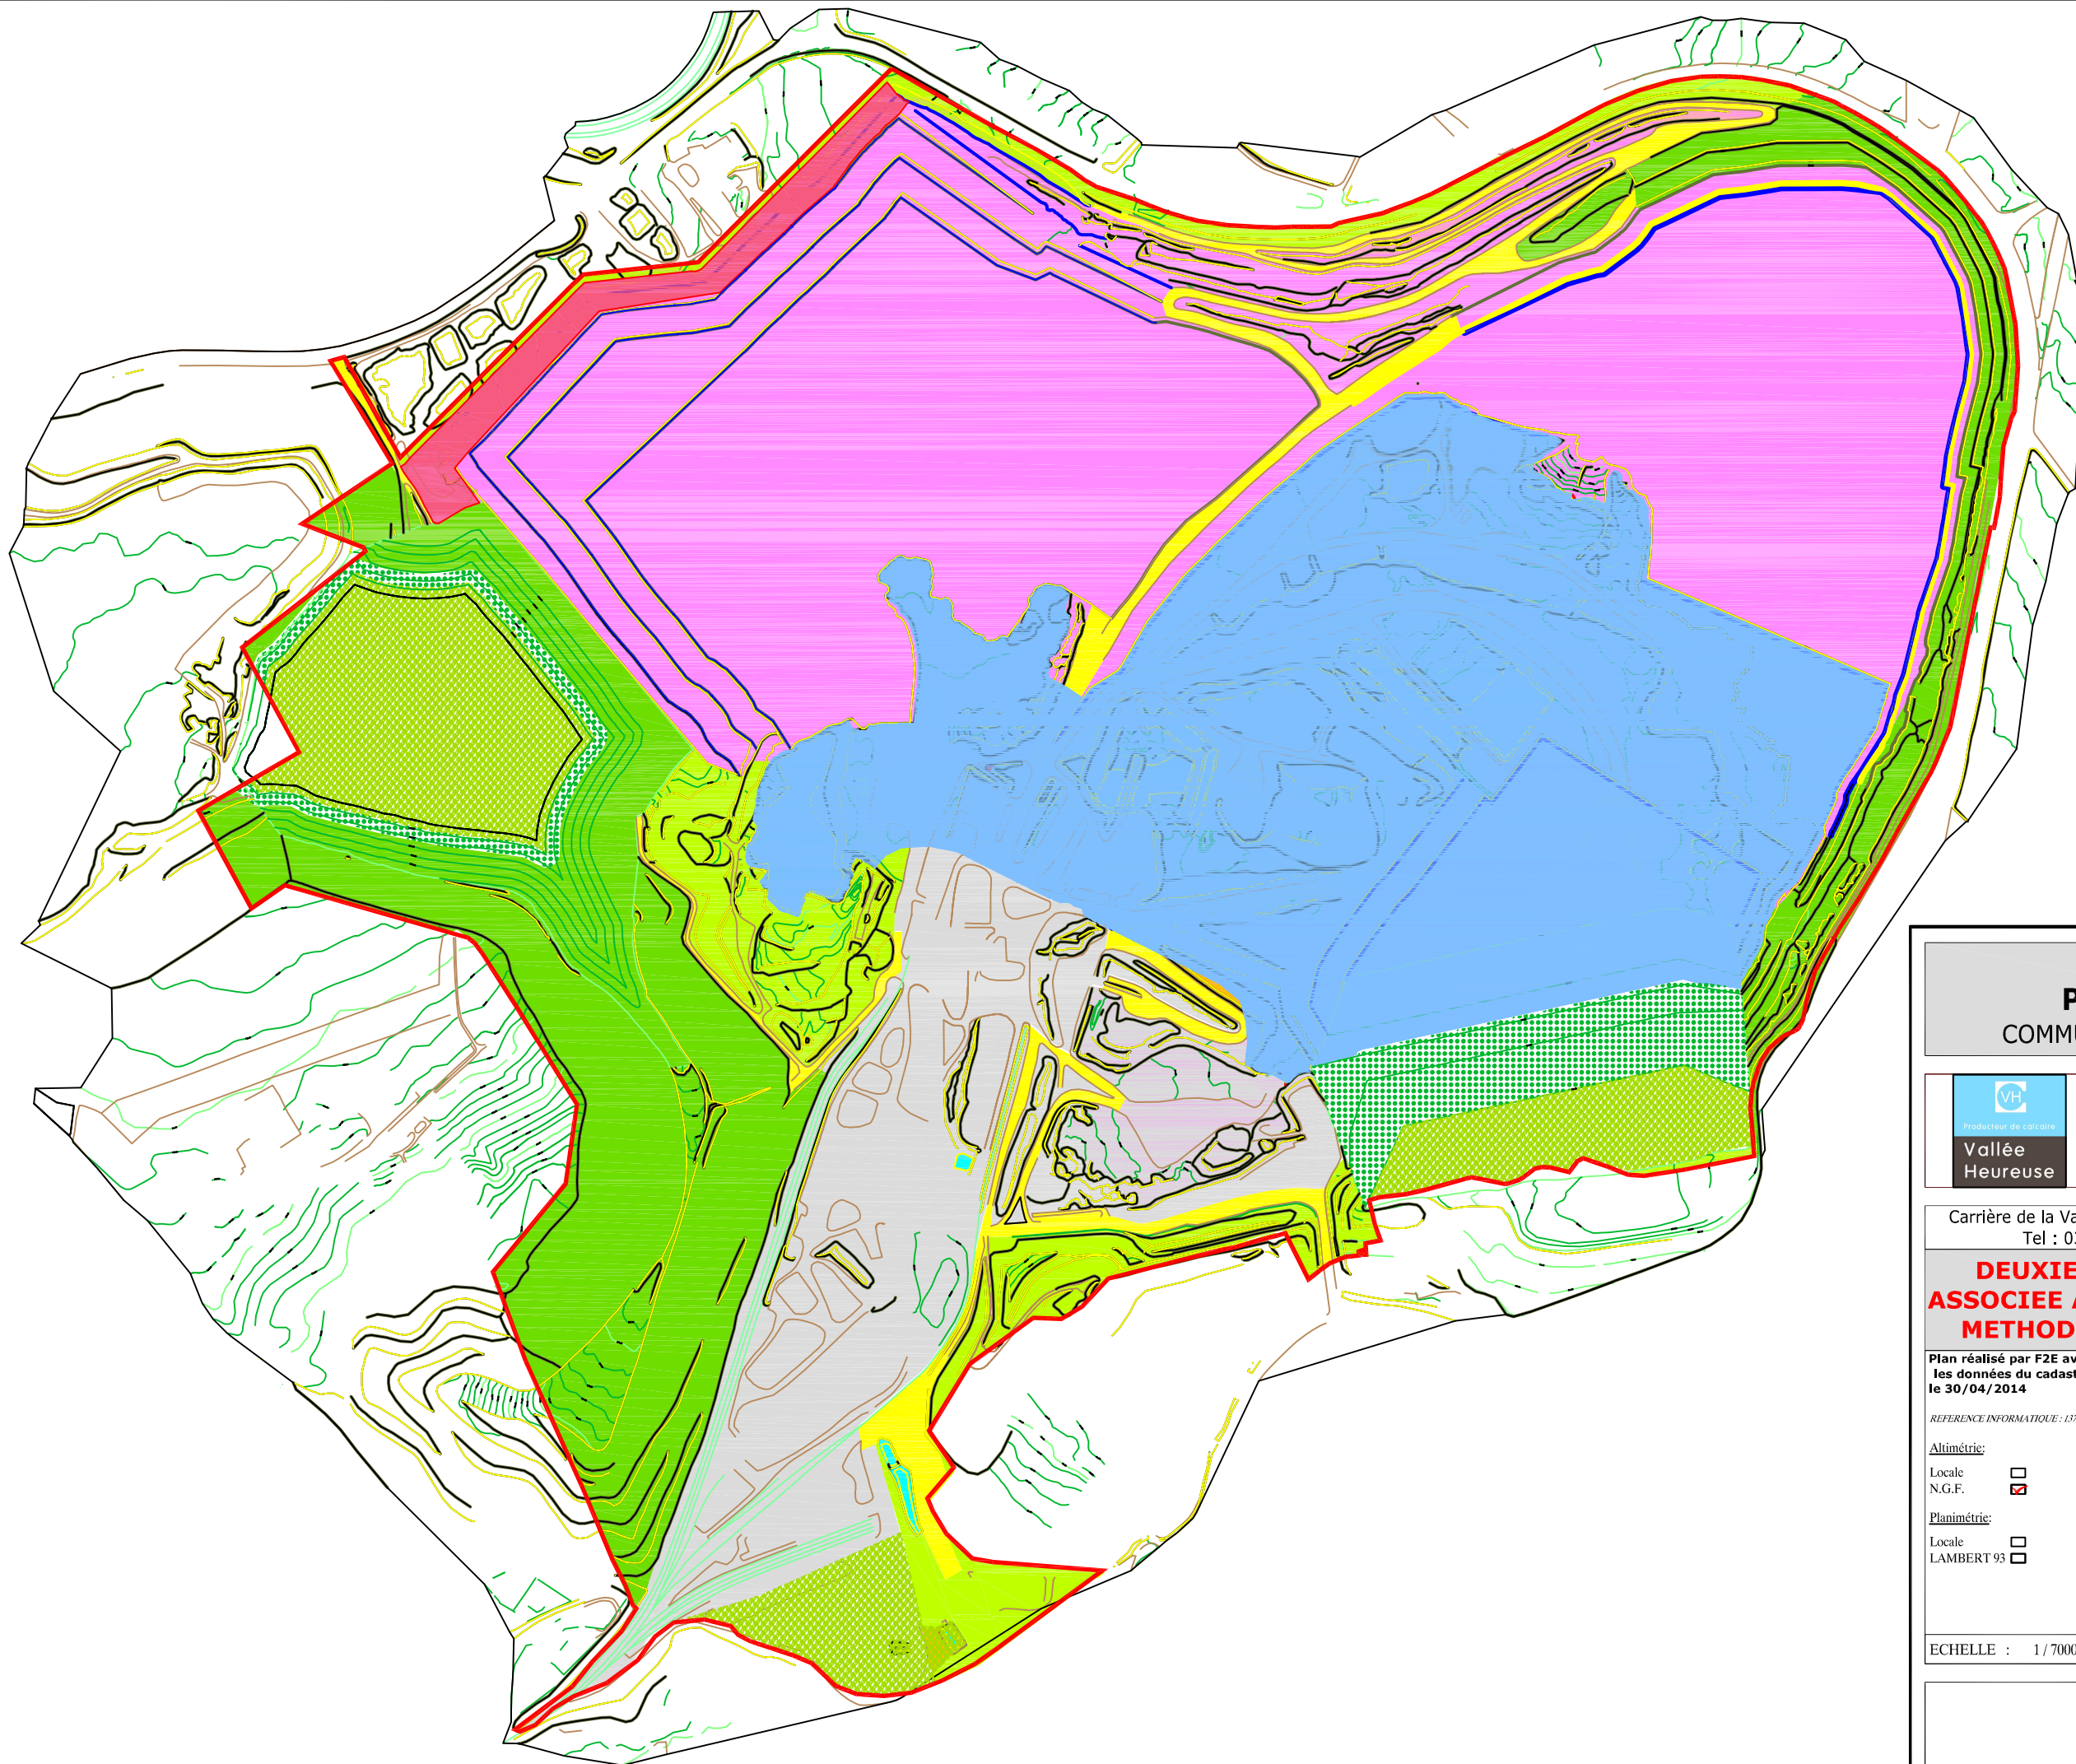 P
COMMU
VH
Producteur de calcaire
Vallée
Heureuse
Carrière de la Va
Tel : 03
DEUXIE
ASSOCIEE A
METHOD
Plan réalisé par F2E av
les données du cadast
le 30/04/2014
REFERENCE INFORMATIQUE : 137
Altimétrie:
Locale
N.G.F.
Planimétrie:
Locale
LAMBERT 93
ECHELLE : 1 / 7000